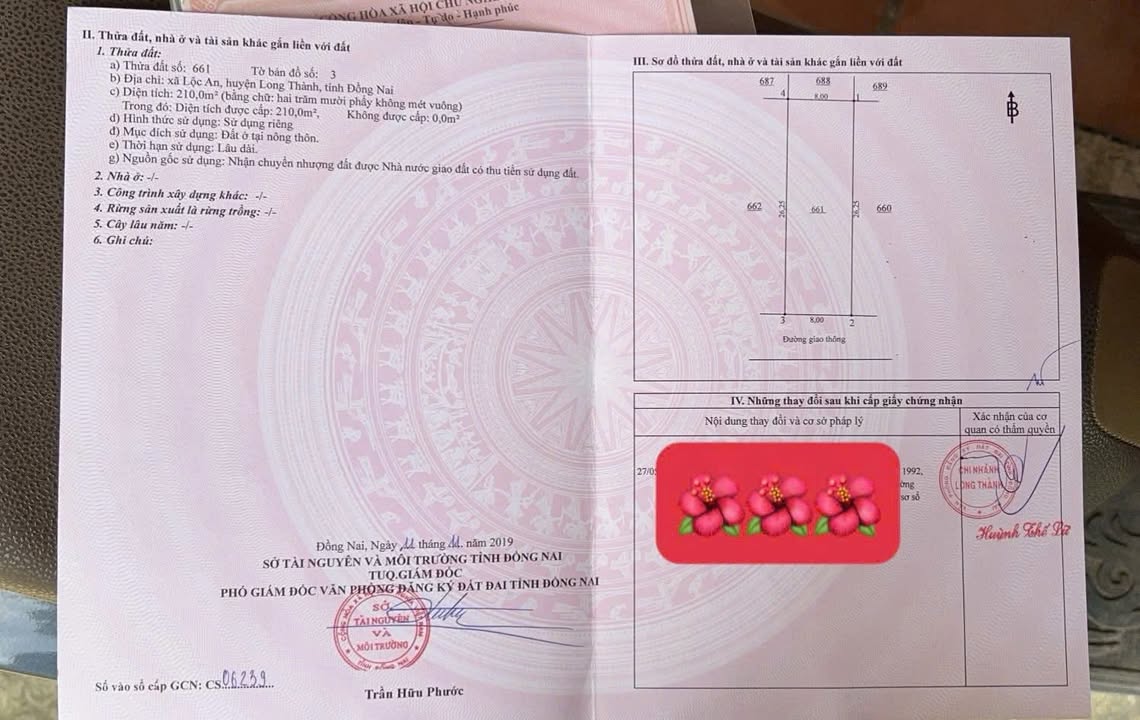 CỘNG HÒA XÃ HỘI CHỦ
Tự do - Hạnh phúc
II. Thửa đất, nhà ở và tài sản khác gắn liền với đất
1. Thửa đất:
a) Thửa đất số: 661 Tờ bản đồ số: 3
b) Địa chỉ: xã Lộc An, huyện Long Thành, tỉnh Đồng Nai
c) Diện tích: 210,0m² (bằng chữ: hai trăm mười phẩy không mét vuông)
Trong đó: Diện tích được cấp: 210,0m², Không được cấp: 0,0m²
d) Hình thức sử dụng: Sử dụng riêng
đ) Mục đích sử dụng: Đất ở tại nông thôn.
e) Thời hạn sử dụng: Lâu dài.
g) Nguồn gốc sử dụng: Nhận chuyển nhượng đất được Nhà nước giao đất có thu tiền sử dụng đất.
2. Nhà ở: -/-
3. Công trình xây dựng khác: -/-
4. Rừng sản xuất là rừng trồng: -/-
5. Cây lâu năm: -/-
6. Ghi chú:
Đồng Nai, Ngày 11 tháng 11 năm 2019
SỞ TÀI NGUYÊN VÀ MÔI TRƯỜNG TỈNH ĐỒNG NAI
TUQ.GIÁM ĐỐC
PHÓ GIÁM ĐỐC VĂN PHÒNG ĐĂNG KÝ ĐẤT ĐAI TỈNH ĐỒNG NAI
SỞ
TÀI NGUYÊN
VÀ
MÔI TRƯỜNG
TỈNH ĐỒNG NAI
Trần Hữu Phước
Số vào sổ cấp GCN: CS 06239
III. Sơ đồ thửa đất, nhà ở và tài sản khác gắn liền với đất
687 688 689
4 8,00 1
B
662 26,25 661 26,25 660
3 8,00 2
Đường giao thông
IV. Những thay đổi sau khi cấp giấy chứng nhận
Nội dung thay đổi và cơ sở pháp lý
Xác nhận của cơ
quan có thẩm quyền
27/0
1992,
ờng
sơ số
CHI NHÁNH
LONG THÀNH
Huỳnh Thế Dữ